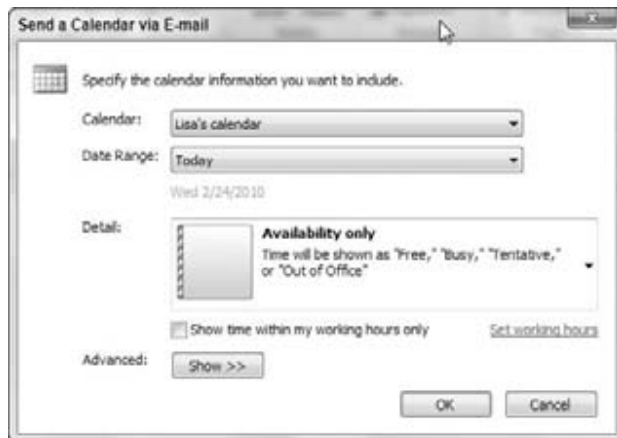 Send a Calendar via E-mail
Specify the calendar information you want to include.
Calendar: Lisa's calendar
Date Range: Today
Wed 2/24/2010
Detail: Availability only
Time will be shown as "Free," "Busy," "Tentative,"
or "Out of Office"
Show time within my working hours only Set working hours
Advanced: Show >>
OK Cancel